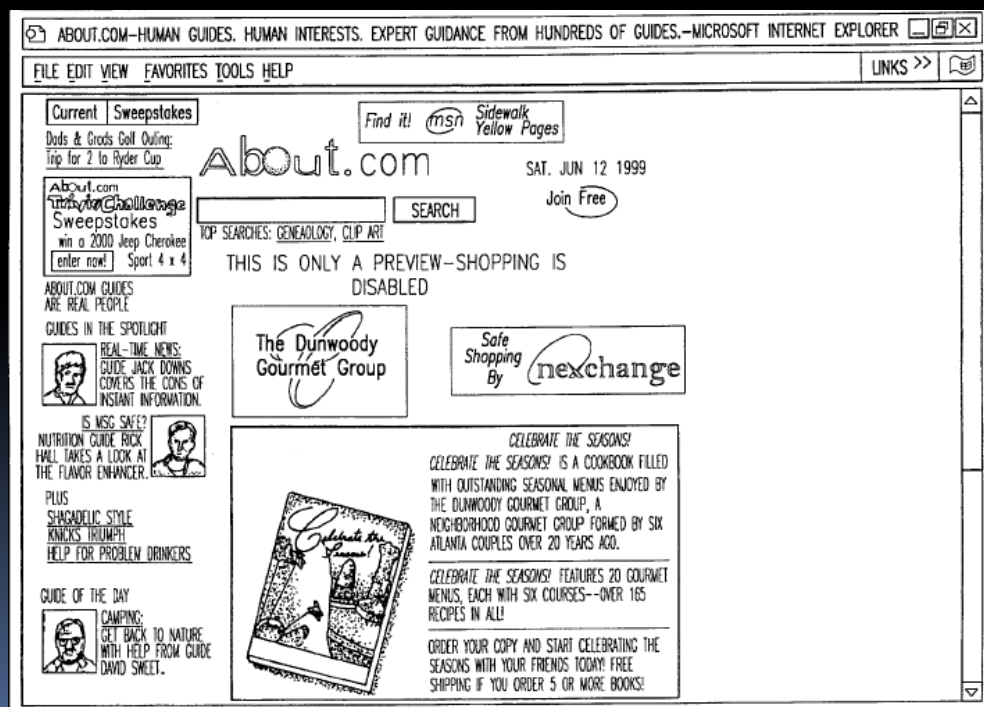 ABOUT.COM–HUMAN GUIDES. HUMAN INTERESTS. EXPERT GUIDANCE FROM HUNDREDS OF GUIDES.–MICROSOFT INTERNET EXPLORER
FILE EDIT VIEW FAVORITES TOOLS HELP
LINKS >>
Current Sweepstakes
Dads & Grads Golf Outing:
Trip for 2 to Ryder Cup
About.com
Trivia Challenge
Sweepstakes
win a 2000 Jeep Cherokee
enter now! Sport 4 x 4
ABOUT.COM GUIDES
ARE REAL PEOPLE
GUIDES IN THE SPOTLIGHT
REAL–TIME NEWS:
GUIDE JACK DOWNS
COVERS THE CONS OF
INSTANT INFORMATION.
IS MSG SAFE?
NUTRITION GUIDE RICK
HALL TAKES A LOOK AT
THE FLAVOR ENHANCER.
PLUS
SHAGADELIC STYLE
KNICKS TRIUMPH
HELP FOR PROBLEM DRINKERS
GUIDE OF THE DAY
CAMPING:
GET BACK TO NATURE
WITH HELP FROM GUIDE
DAVID SWEET.
Find it! msn Sidewalk
Yellow Pages
About.com
SAT. JUN 12 1999
Join Free
SEARCH
TOP SEARCHES: GENEAOLOGY, CLIP ART
THIS IS ONLY A PREVIEW–SHOPPING IS
DISABLED
The Dunwoody
Gourmet Group
Safe
Shopping
By
nexchange
Celebrate the
Seasons!
CELEBRATE THE SEASONS!
CELEBRATE THE SEASONS! IS A COOKBOOK FILLED
WITH OUTSTANDING SEASONAL MENUS ENJOYED BY
THE DUNWOODY GOURMET GROUP, A
NEIGHBORHOOD GOURMET GROUP FORMED BY SIX
ATLANTA COUPLES OVER 20 YEARS AGO.
CELEBRATE THE SEASONS! FEATURES 20 GOURMET
MENUS, EACH WITH SIX COURSES--OVER 165
RECIPES IN ALL!
ORDER YOUR COPY AND START CELEBRATING THE
SEASONS WITH YOUR FRIENDS TODAY! FREE
SHIPPING IF YOU ORDER 5 OR MORE BOOKS!